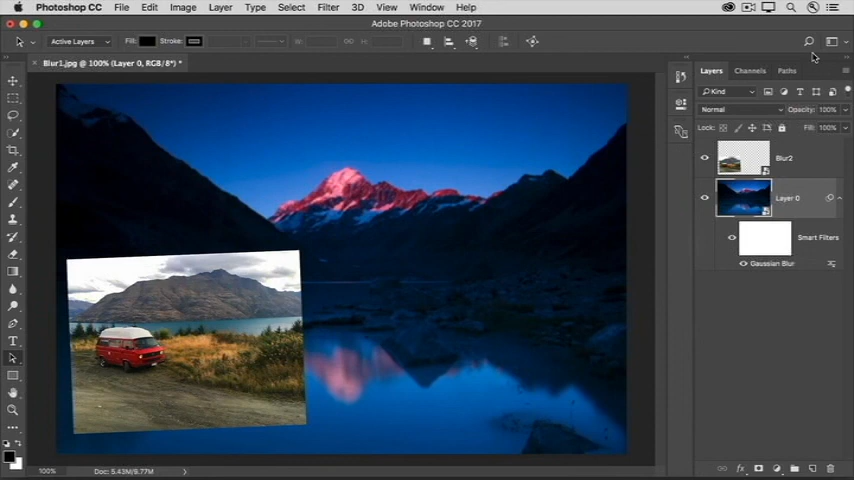 Photoshop File Edit Image Layer Type Select Filter 3D View Window Help
Adobe Photoshop CC 2017
Active Layers Fill: Stroke:
Blur1.jpg @ 100% (Layer 0, RGB/8*) *
Layers Channels Paths
Kind
Normal Opacity: 100%
Lock: Fill: 100%
Blur2
Layer 0
Smart Filters
Gaussian Blur
100% Doc: 5.43M/9.77M